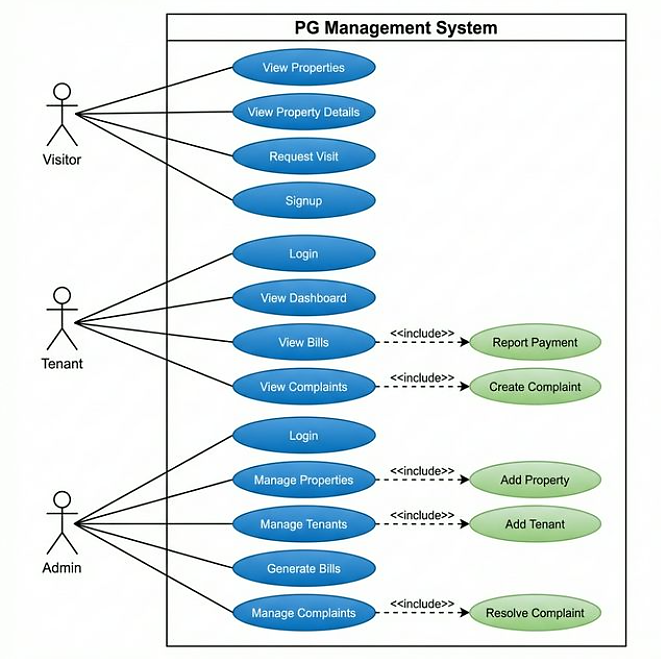 PG Management System
View Properties
View Property Details
Visitor
Request Visit
Signup
Login
View Dashboard
View Bills
<<include>>
Report Payment
Tenant
View Complaints
<<include>>
Create Complaint
Login
Manage Properties
<<include>>
Add Property
Manage Tenants
<<include>>
Add Tenant
Admin
Generate Bills
Manage Complaints
<<include>>
Resolve Complaint